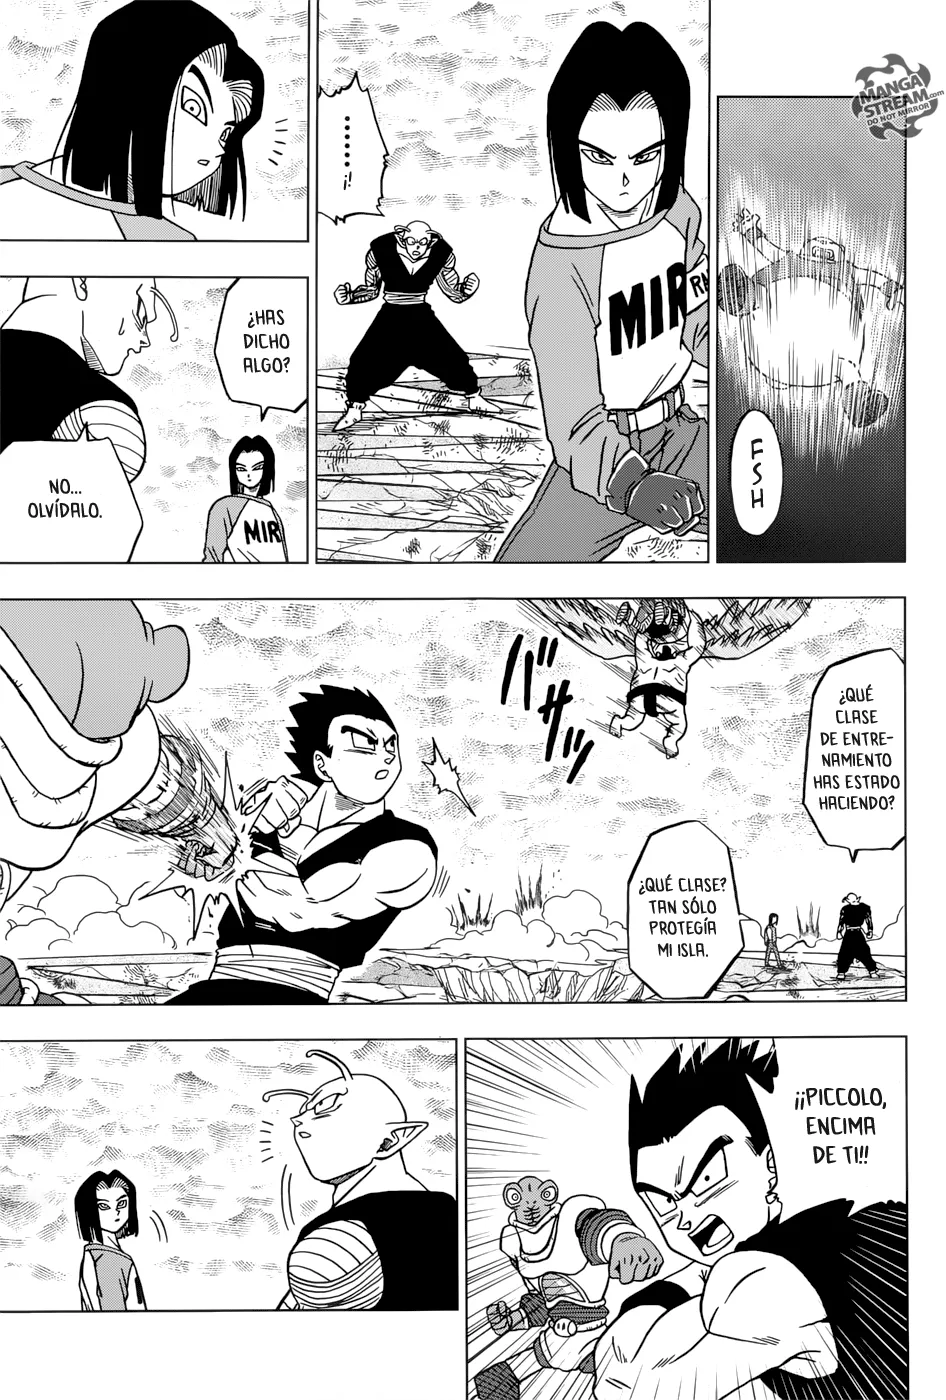 MANGA
STREAM.com
DO NOT MIRROR
FSH
......
¡!
MIR
RA
¿HAS
DICHO
ALGO?
NO...
OLVÍDALO.
MIR
¿QUÉ
CLASE
DE ENTRE-
NAMIENTO
HAS ESTADO
HACIENDO?
¿QUÉ CLASE?
TAN SÓLO
PROTEGÍA
MI ISLA.
¡¡PICCOLO,
ENCIMA
DE TI!!